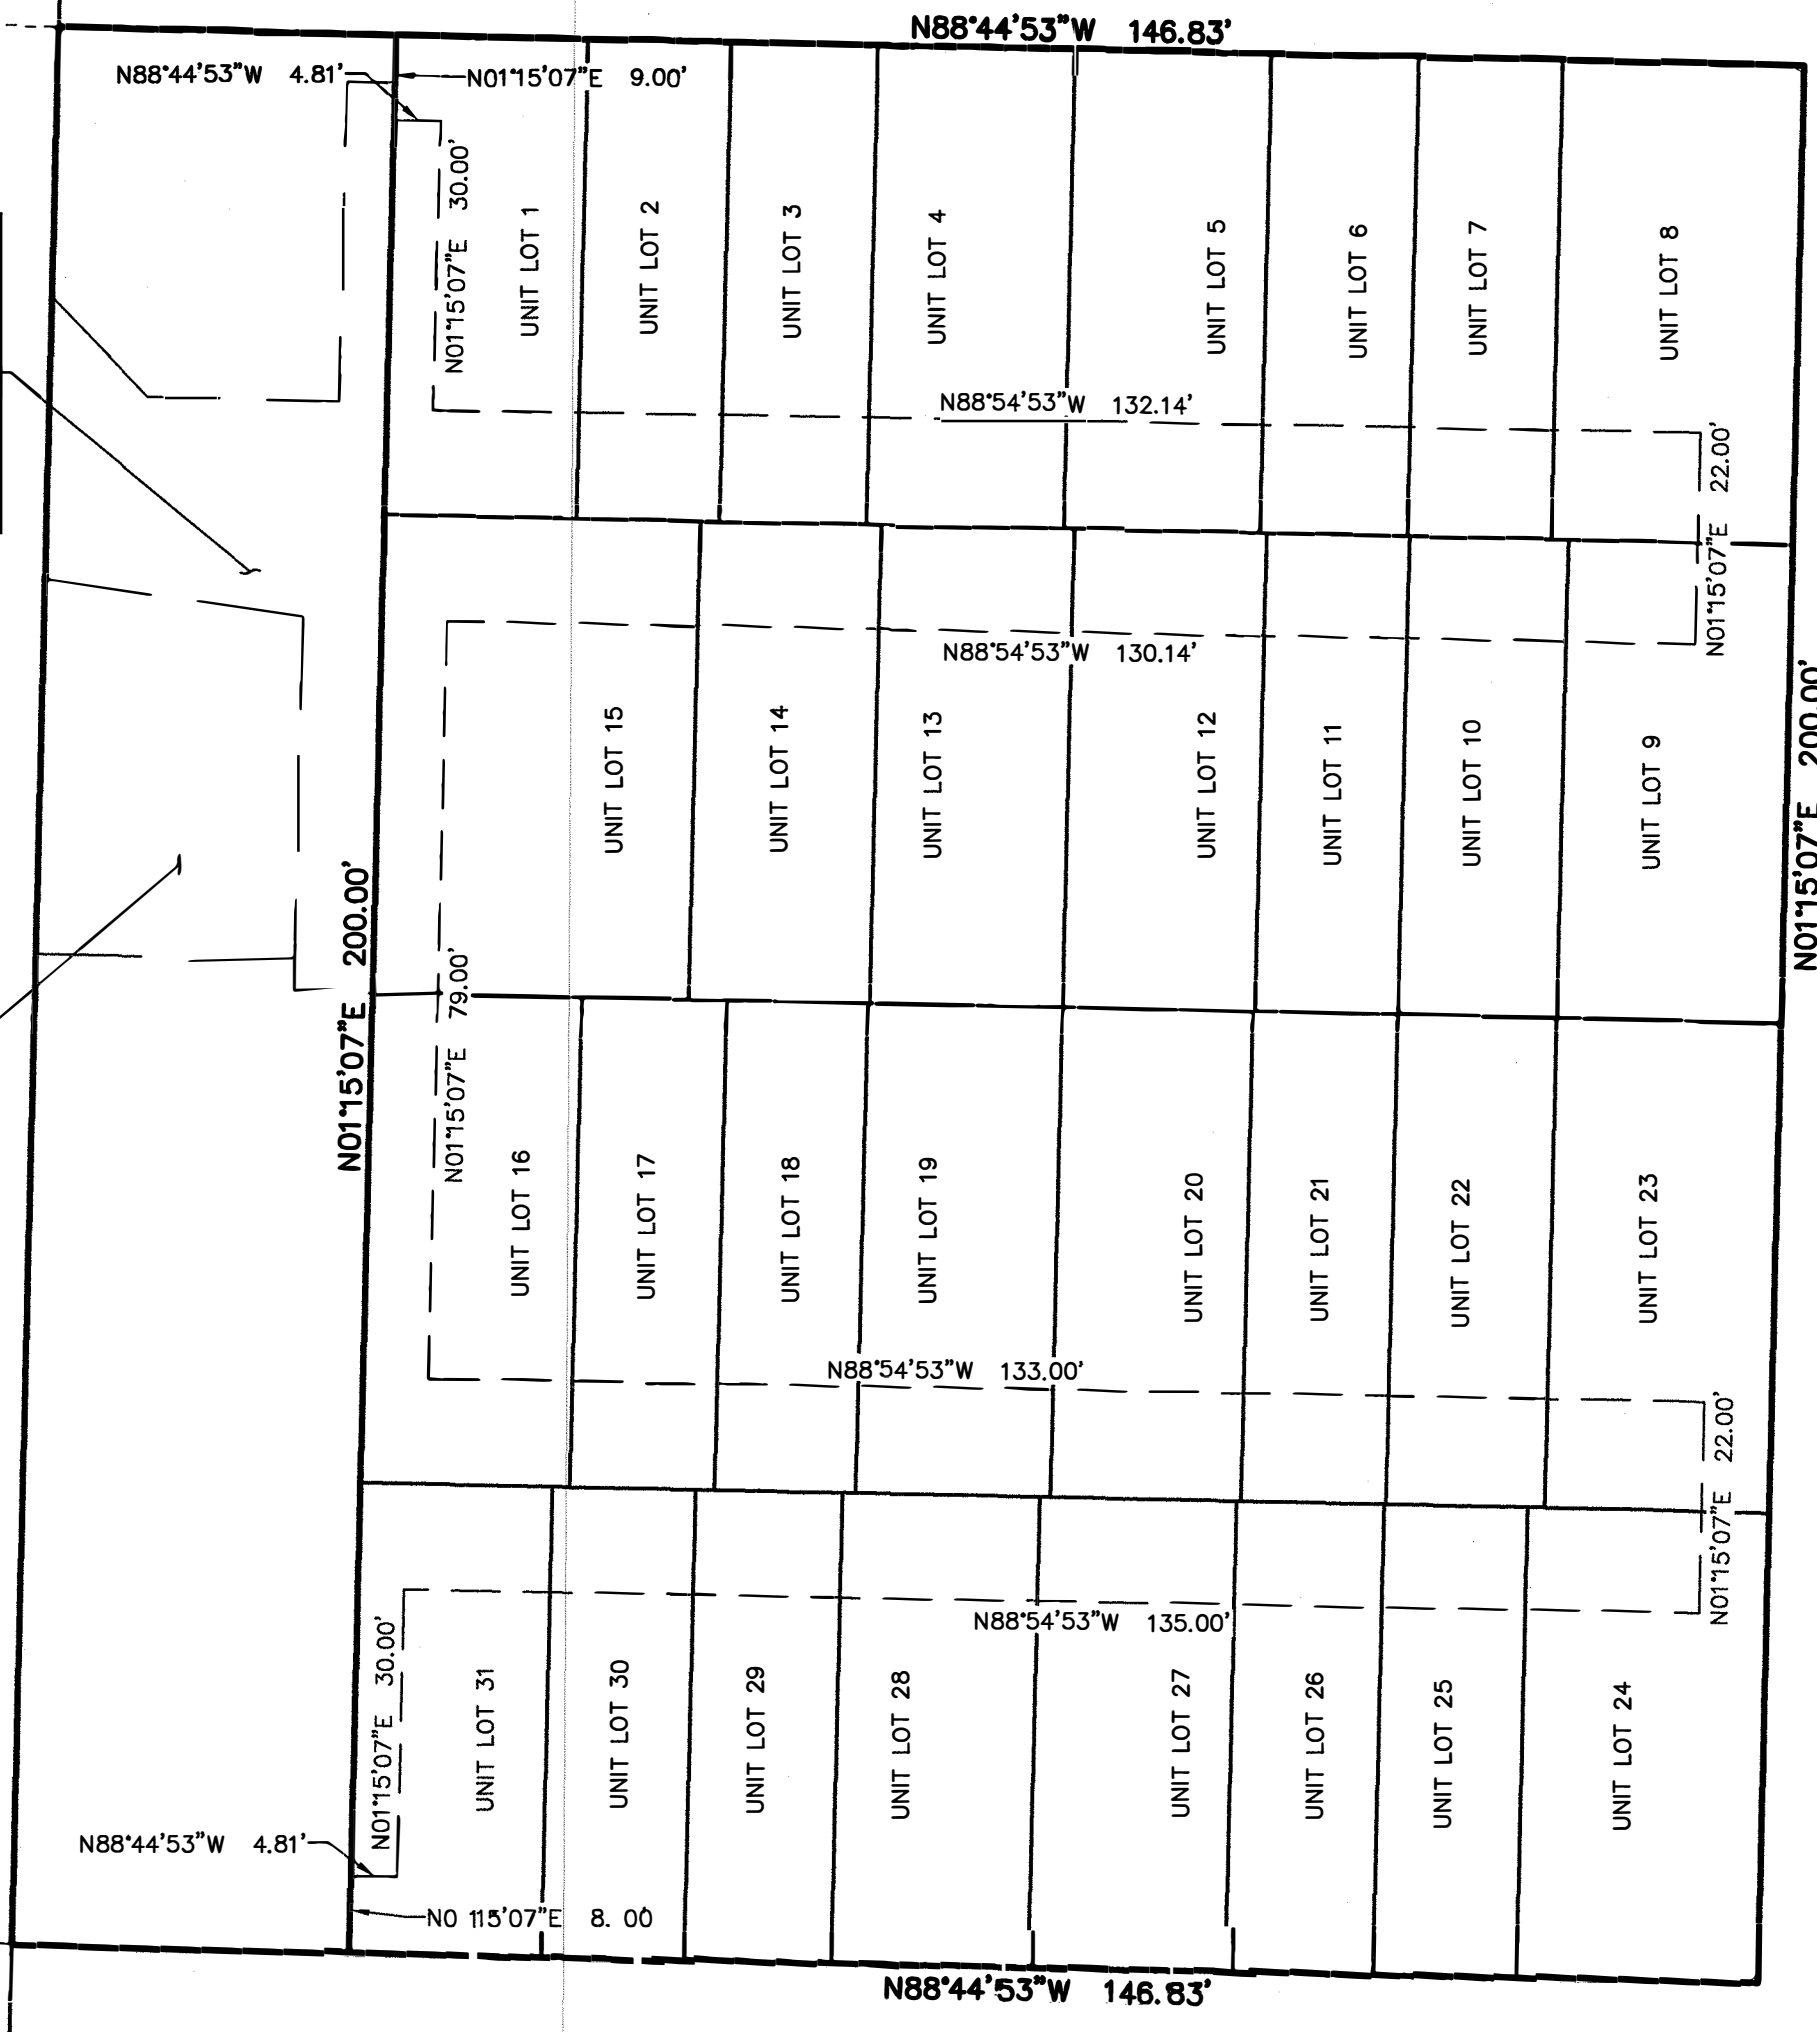 N88°44'53"W 146.83'
N88°44'53"W 4.81'
N01°15'07"E 9.00'
N01°15'07"E 30.00'
UNIT LOT 1
UNIT LOT 2
UNIT LOT 3
UNIT LOT 4
UNIT LOT 5
UNIT LOT 6
UNIT LOT 7
UNIT LOT 8
N88°54'53"W 132.14'
N01°15'07"E 22.00'
N88°54'53"W 130.14'
UNIT LOT 15
UNIT LOT 14
UNIT LOT 13
UNIT LOT 12
UNIT LOT 11
UNIT LOT 10
UNIT LOT 9
N01°15'07"E 200.00'
N01°15'07"E 200.00'
N01°15'07"E 79.00'
UNIT LOT 16
UNIT LOT 17
UNIT LOT 18
UNIT LOT 19
UNIT LOT 20
UNIT LOT 21
UNIT LOT 22
UNIT LOT 23
N88°54'53"W 133.00'
N01°15'07"E 22.00'
N88°54'53"W 135.00'
N01°15'07"E 30.00'
UNIT LOT 31
UNIT LOT 30
UNIT LOT 29
UNIT LOT 28
UNIT LOT 27
UNIT LOT 26
UNIT LOT 25
UNIT LOT 24
N88°44'53"W 4.81'
N0 115'07"E 8. 00'
N88°44'53"W 146.83'